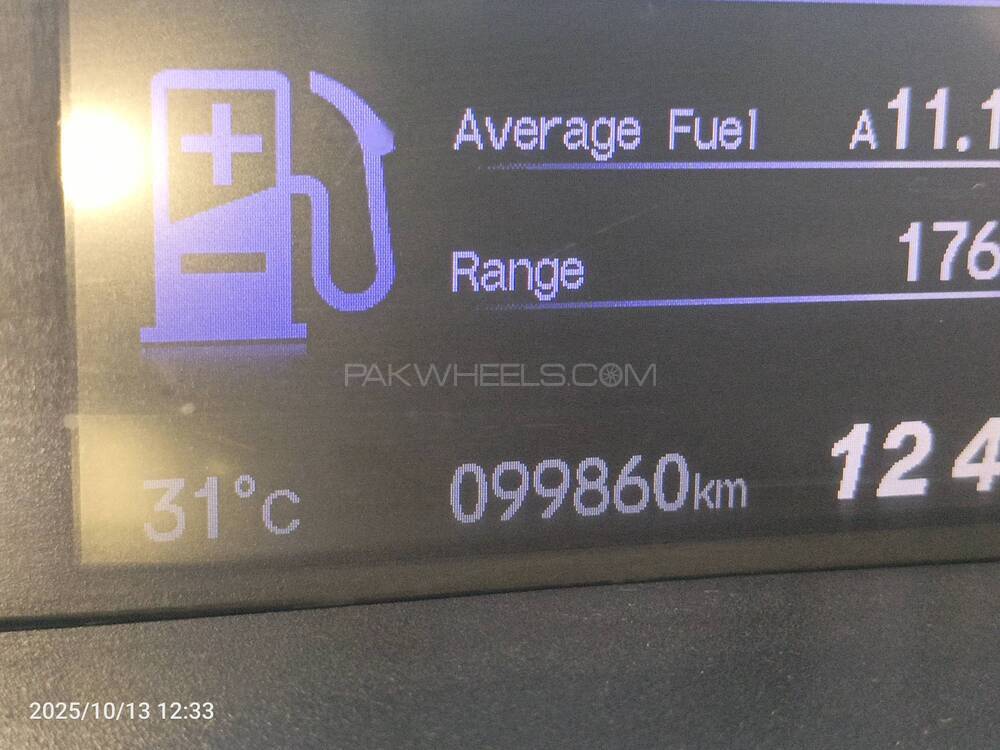 Average Fuel A11.1
Range 176
PAKWHEELS.COM
31°C 099860km 124
2025/10/13 12:33